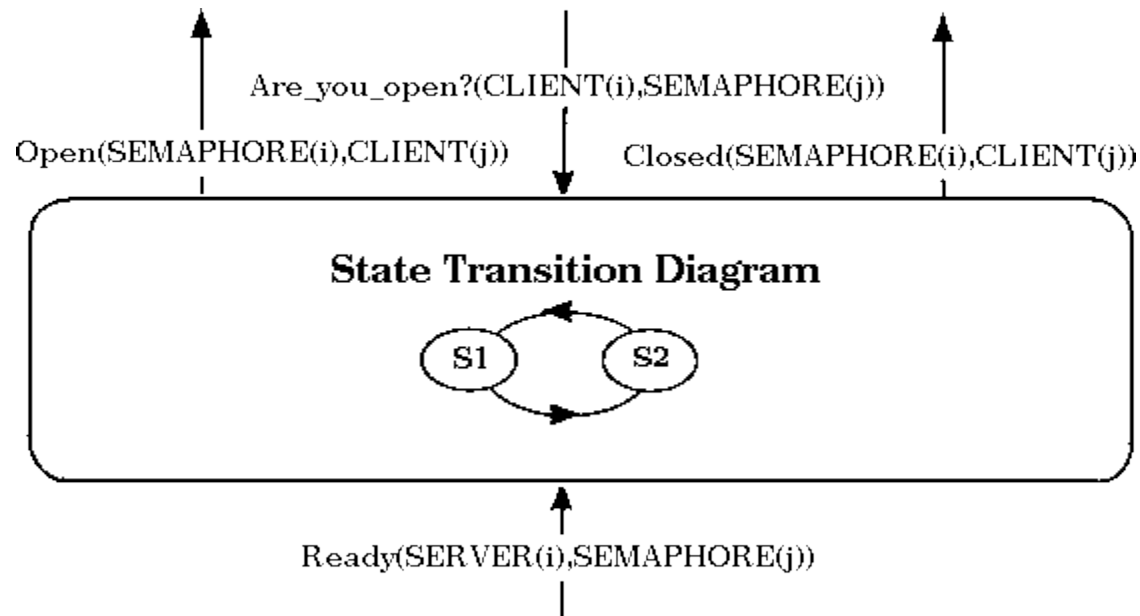 Are_you_open?(CLIENT(i),SEMAPHORE(j))
Open(SEMAPHORE(i),CLIENT(j))
Closed(SEMAPHORE(i),CLIENT(j))
State Transition Diagram
S1
S2
Ready(SERVER(i),SEMAPHORE(j))